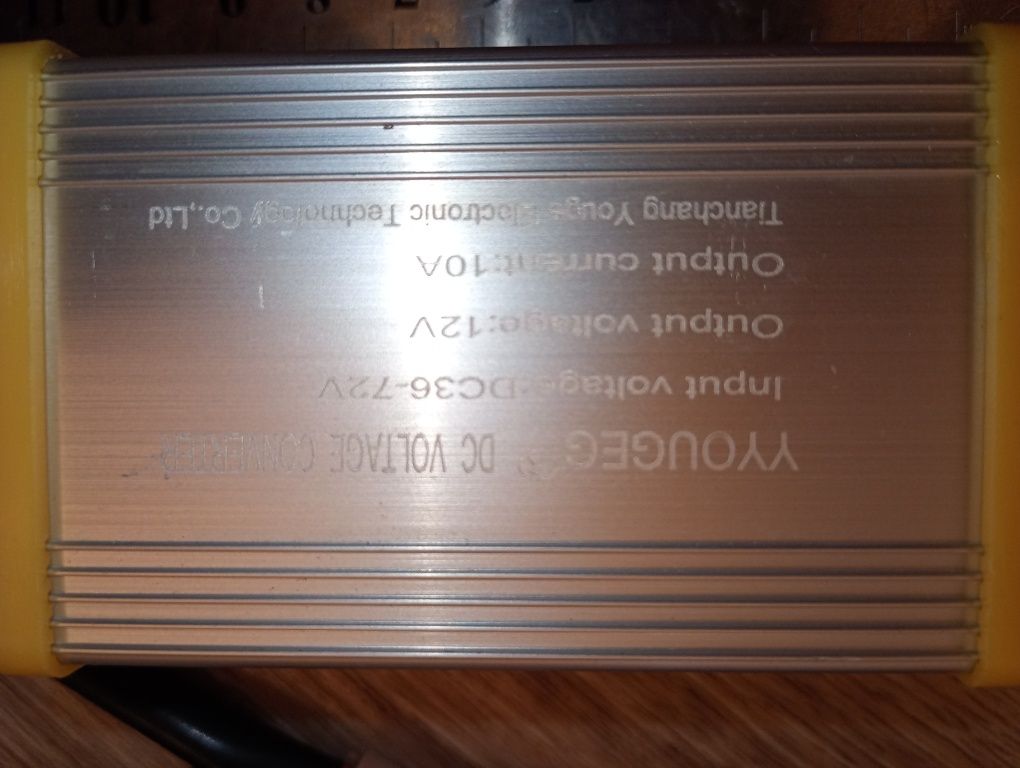 YYOUGEG® DC VOLTAGE CONVERTER
Input voltage:DC36-72V
Output voltage:12V
Output current:10A
Tianchang Youge Electronic Technology Co.,Ltd